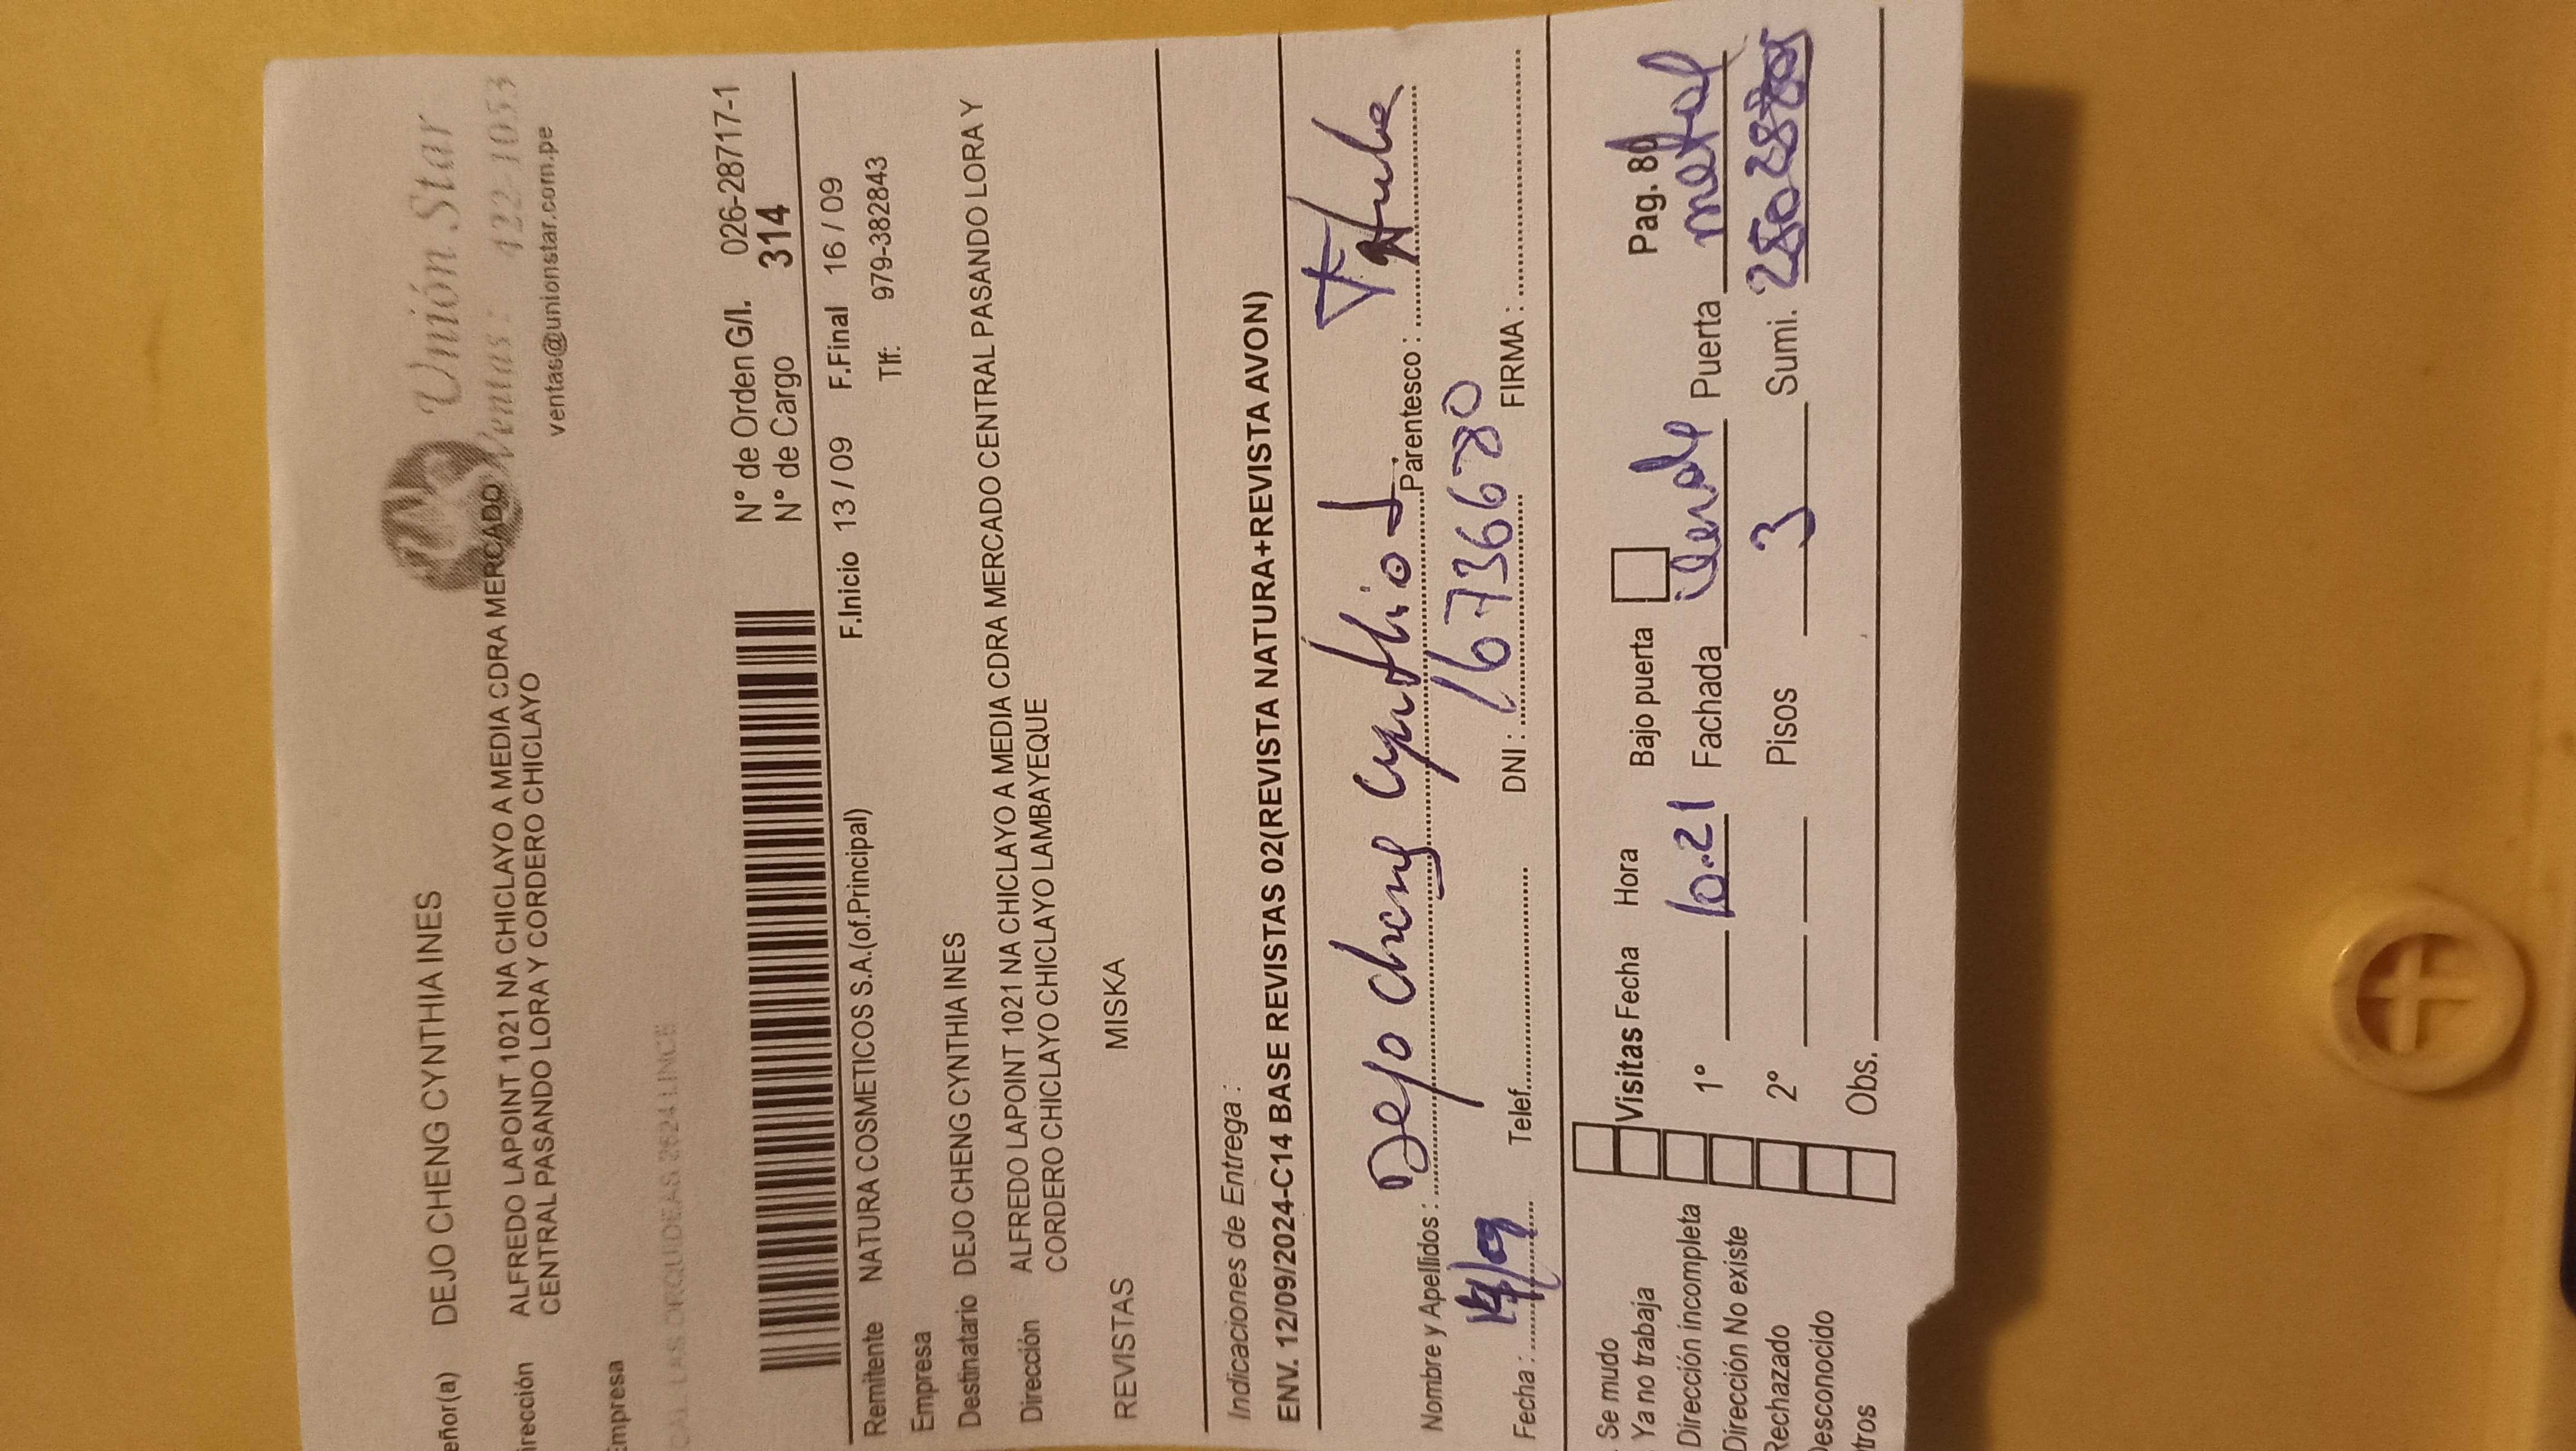 Unión Star
Ventas: 422-1053
ventas@unionstar.com.pe
eñor(a) DEJO CHENG CYNTHIA INES
irección ALFREDO LAPOINT 1021 NA CHICLAYO A MEDIA CDRA MERCADO
CENTRAL PASANDO LORA Y CORDERO CHICLAYO
Empresa
CAL. LAS ORQUIDEAS 2624 LINCE
N° de Orden G/I. 026-28717-1
N° de Cargo 314
F.Inicio 13 / 09 F.Final 16 / 09
Remitente NATURA COSMETICOS S.A.(of.Principal) Tlf: 979-382843
Empresa
Destinatario DEJO CHENG CYNTHIA INES
Dirección ALFREDO LAPOINT 1021 NA CHICLAYO A MEDIA CDRA MERCADO CENTRAL PASANDO LORA Y
CORDERO CHICLAYO CHICLAYO LAMBAYEQUE
REVISTAS MISKA
Indicaciones de Entrega :
ENV. 12/09/2024-C14 BASE REVISTAS 02(REVISTA NATURA+REVISTA AVON)
Nombre y Apellidos : Dejo cheng Cynthia I Parentesco :
Fecha : 14/09 Telef. DNI : 16736680 FIRMA :
Se mudo
Ya no trabaja
Dirección incompleta
Dirección No existe
Rechazado
Desconocido
tros
Visitas Fecha Hora Bajo puerta Pag. 80
1° 10.21 Fachada Verde Puerta metal
2° Pisos 3 Sumi.
Obs.